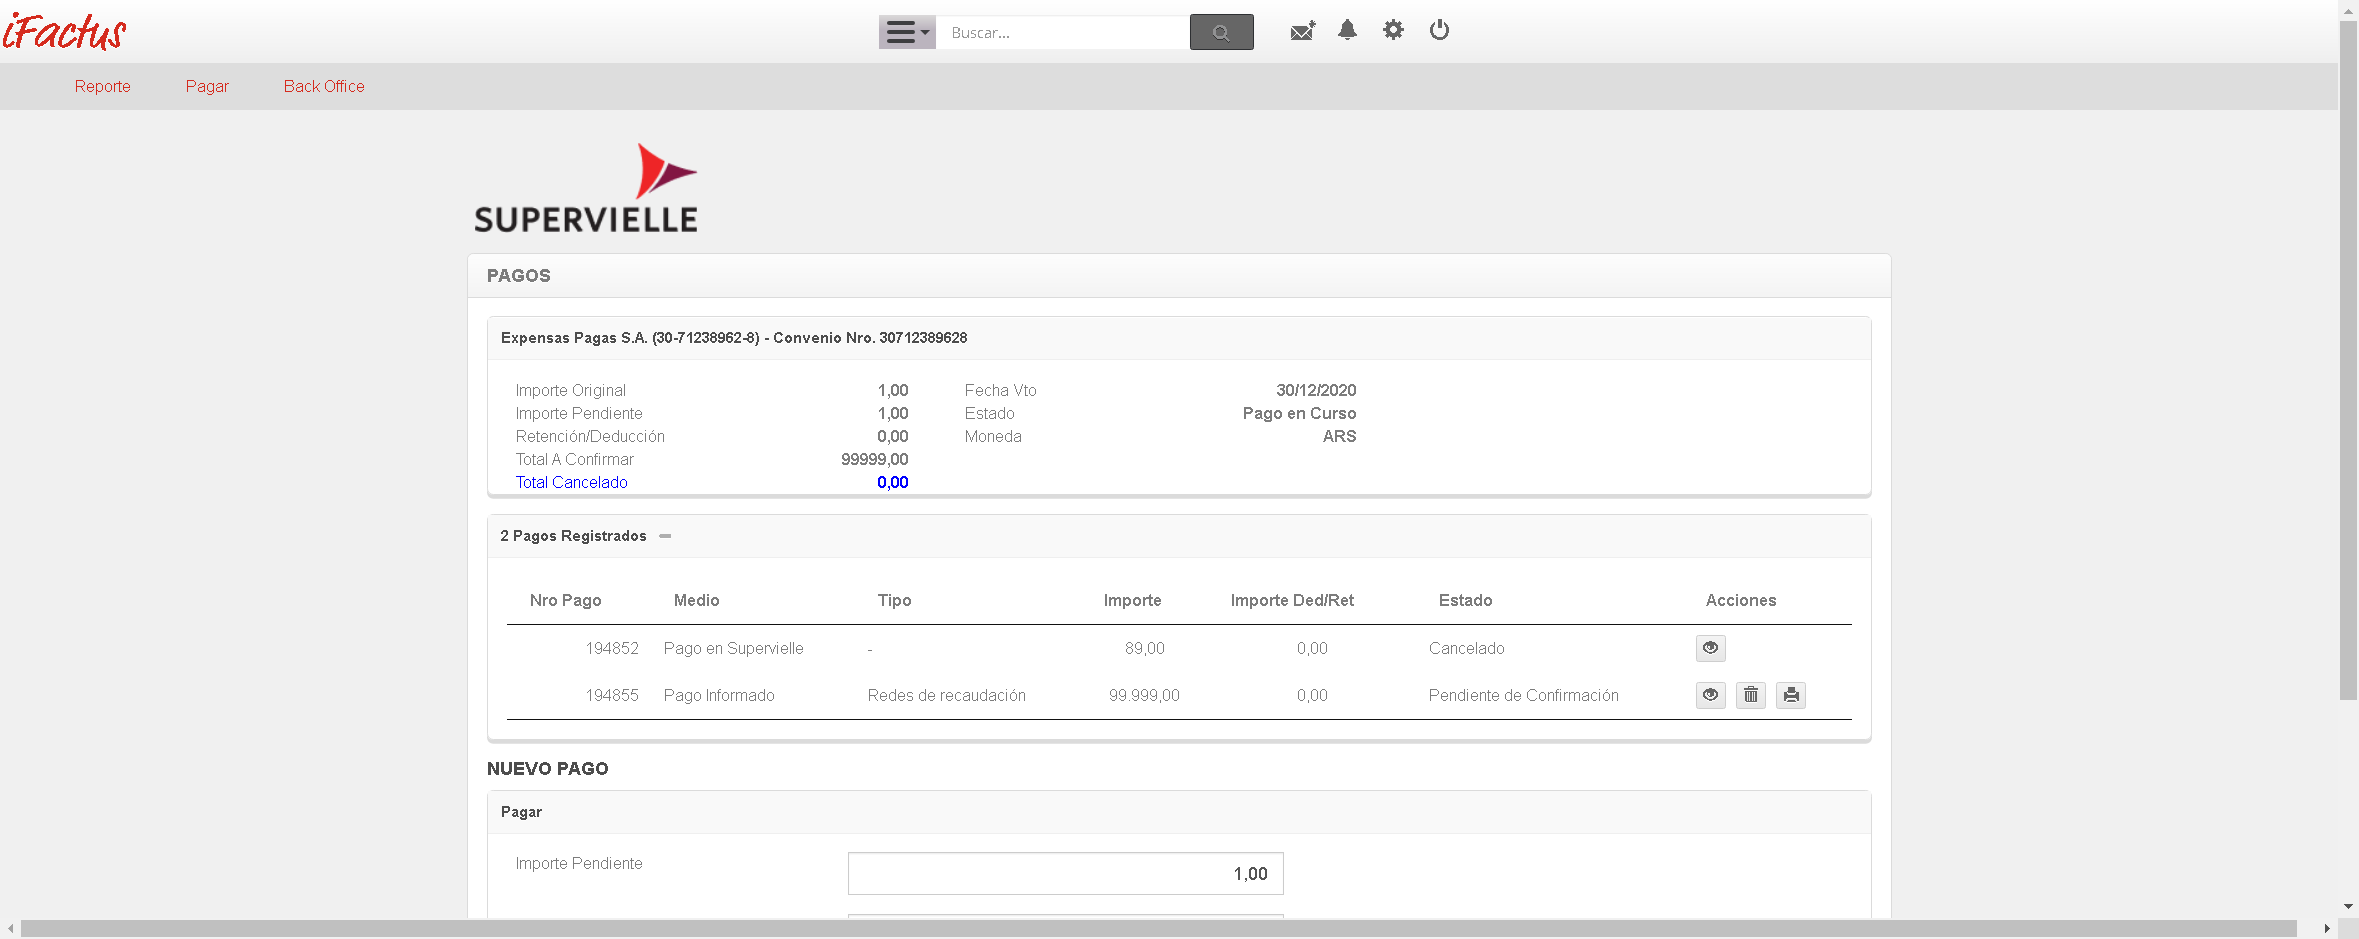 iFactus
Buscar...
Reporte Pagar Back Office
SUPERVIELLE
PAGOS
Expensas Pagas S.A. (30-71238962-8) - Convenio Nro. 30712389628
Importe Original 1,00 Fecha Vto 30/12/2020
Importe Pendiente 1,00 Estado Pago en Curso
Retención/Deducción 0,00 Moneda ARS
Total A Confirmar 99999,00
Total Cancelado 0,00
2 Pagos Registrados
Nro Pago Medio Tipo Importe Importe Ded/Ret Estado Acciones
194852 Pago en Supervielle - 89,00 0,00 Cancelado
194855 Pago Informado Redes de recaudación 99.999,00 0,00 Pendiente de Confirmación
NUEVO PAGO
Pagar
Importe Pendiente 1,00